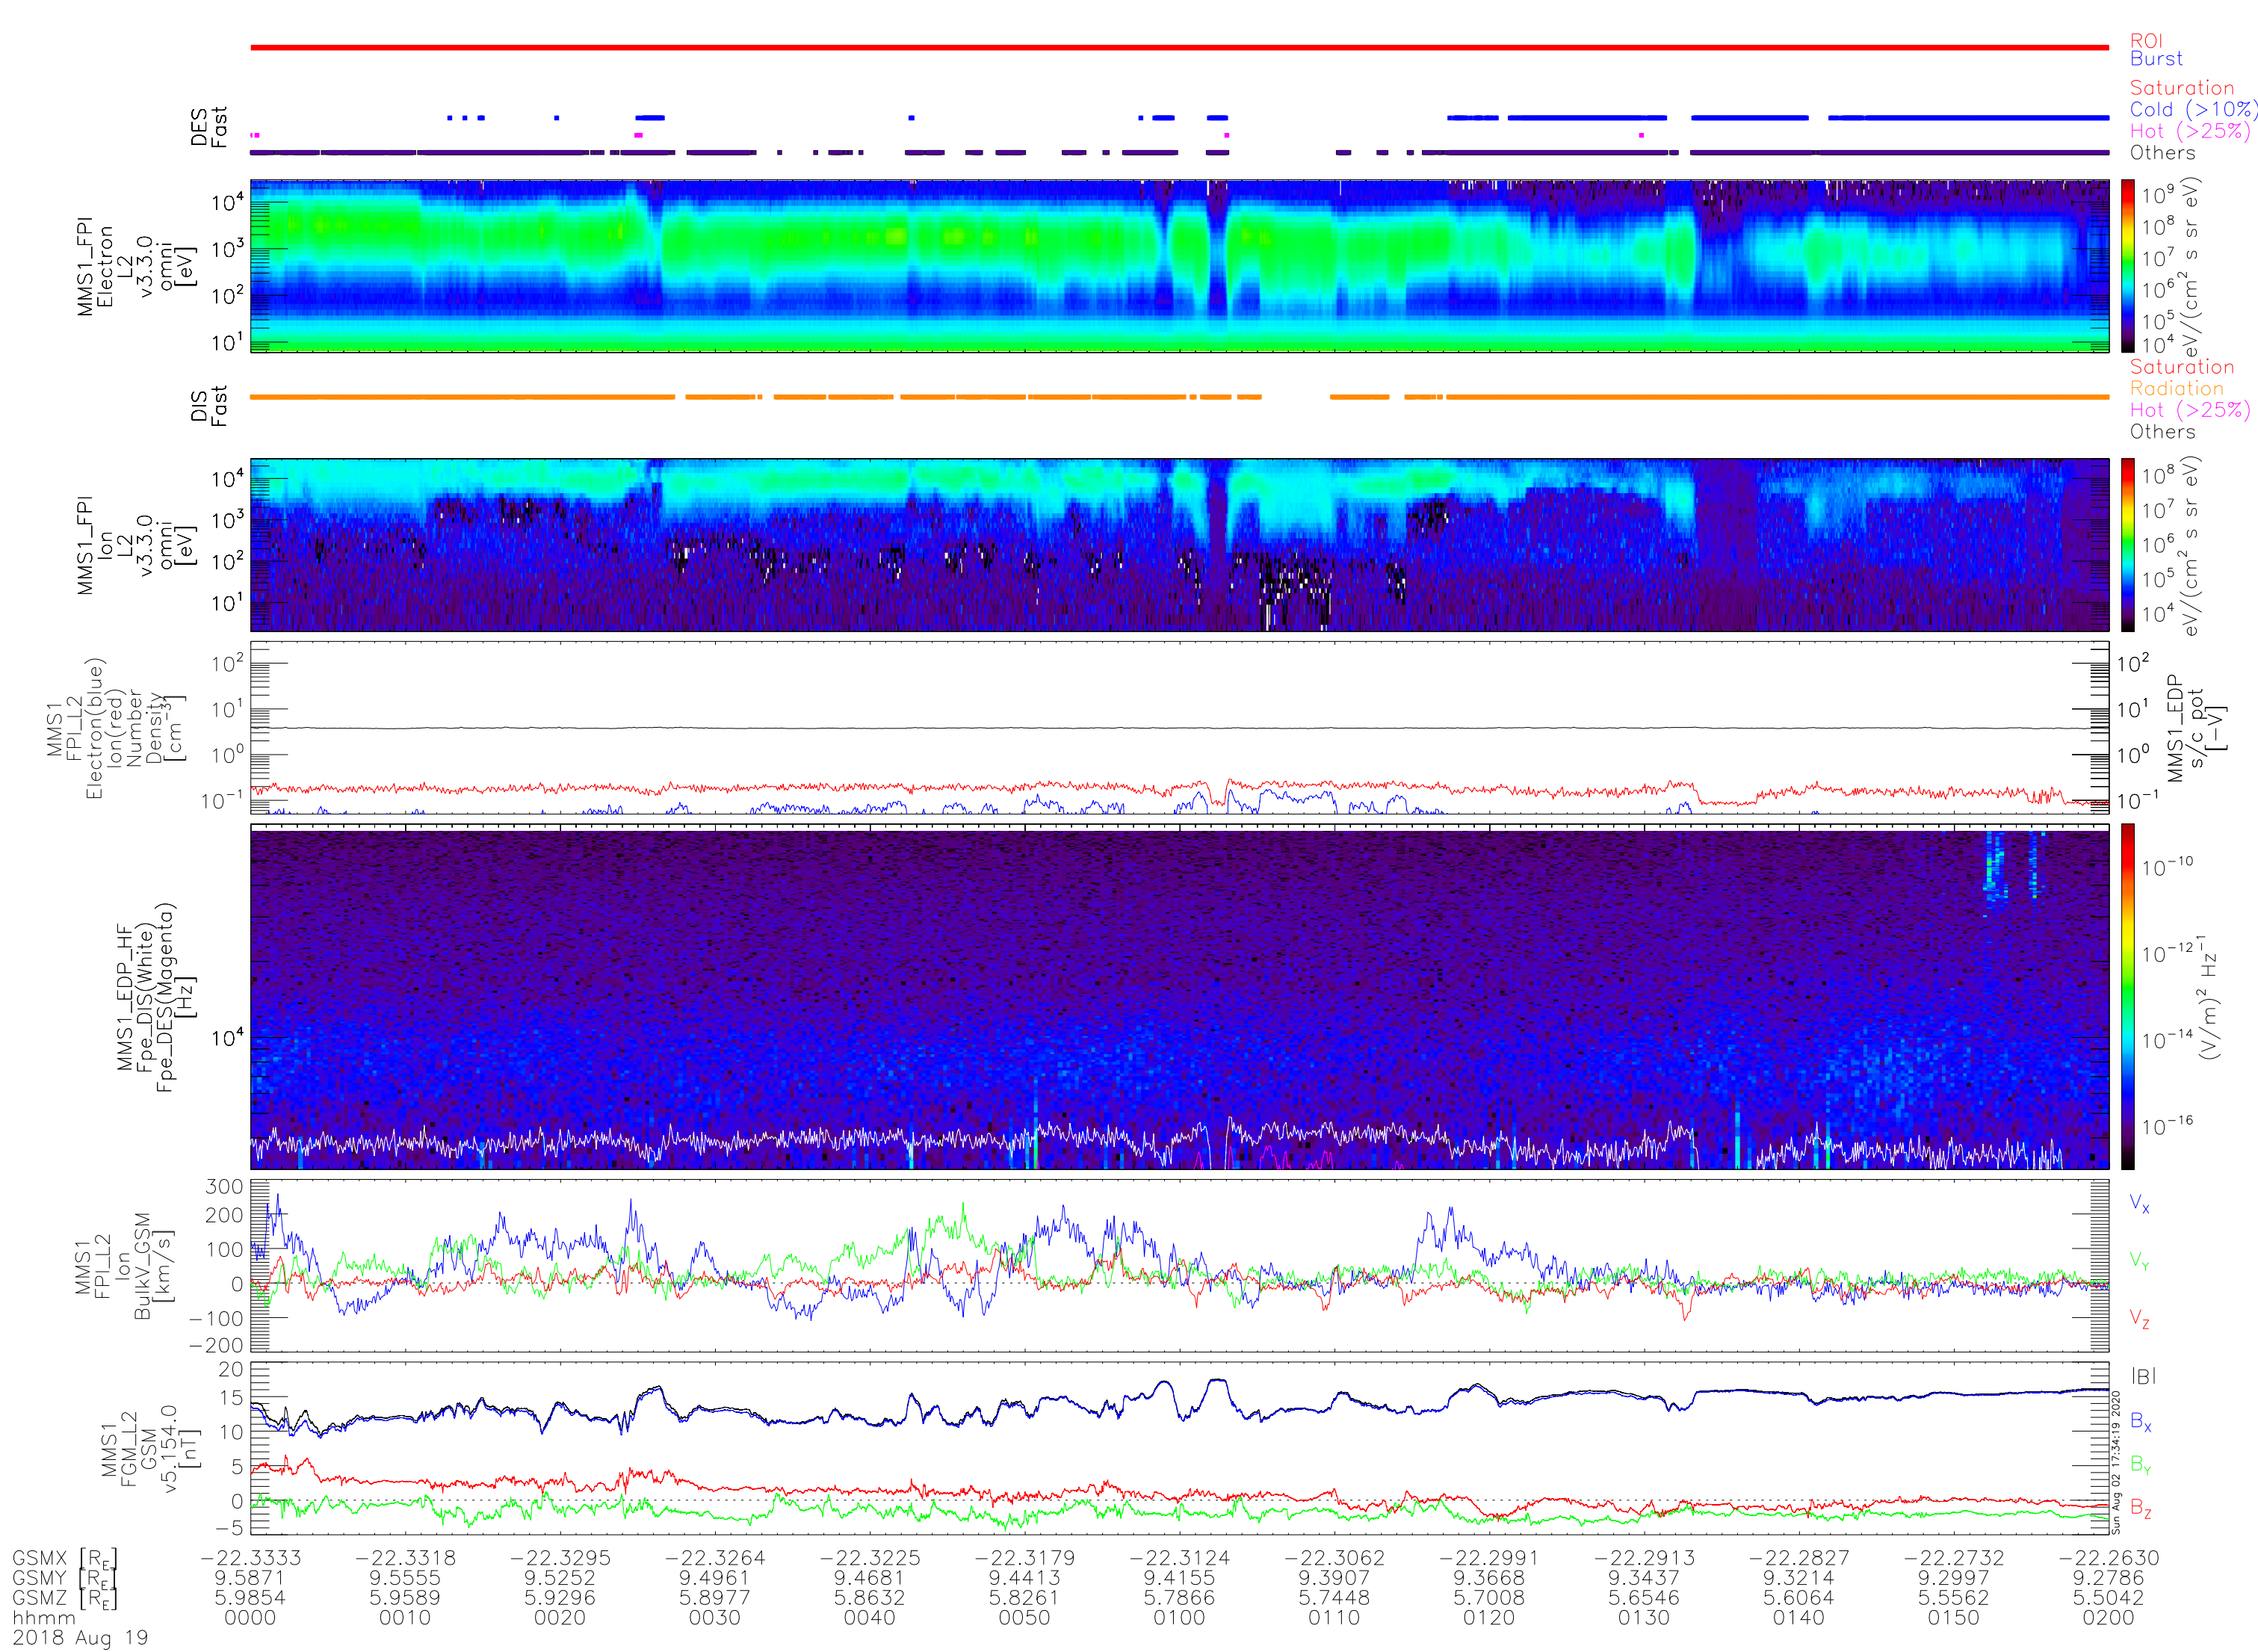 ROI
Burst
DES
Fast
Saturation
Cold (>10%)
Hot (>25%)
Others
MMS1_FPI
Electron
L2
v3.3.0
omni
[eV]
10^4
10^3
10^2
10^1
10^9
10^8
10^7
10^6
10^5
10^4
eV/(cm^2 s sr eV)
DIS
Fast
Saturation
Radiation
Hot (>25%)
Others
MMS1_FPI
Ion
L2
v3.3.0
omni
[eV]
10^4
10^3
10^2
10^1
10^8
10^7
10^6
10^5
10^4
eV/(cm^2 s sr eV)
MMS1
FPI_L2
Electron(blue)
Ion(red)
Number
Density
[cm^-3]
10^2
10^1
10^0
10^-1
10^2
10^1
10^0
10^-1
MMS1_EDP
s/c pot
[-V]
MMS1_EDP_HF
Fpe_DIS(White)
Fpe_DES(Magenta)
[Hz]
10^4
10^-10
10^-12
10^-14
10^-16
(V/m)^2 Hz^-1
MMS1
FPI_L2
Ion
BulkV_GSM
[km/s]
300
200
100
0
-100
-200
V_X
V_Y
V_Z
MMS1
FGM_L2
GSM
v5.154.0
[nT]
20
15
10
5
0
-5
|B|
B_X
B_Y
B_Z
Sun Aug 02 17:34:19 2020
GSMX [R_E] -22.3333 -22.3318 -22.3295 -22.3264 -22.3225 -22.3179 -22.3124 -22.3062 -22.2991 -22.2913 -22.2827 -22.2732 -22.2630
GSMY [R_E] 9.5871 9.5555 9.5252 9.4961 9.4681 9.4413 9.4155 9.3907 9.3668 9.3437 9.3214 9.2997 9.2786
GSMZ [R_E] 5.9854 5.9589 5.9296 5.8977 5.8632 5.8261 5.7866 5.7448 5.7008 5.6546 5.6064 5.5562 5.5042
hhmm 0000 0010 0020 0030 0040 0050 0100 0110 0120 0130 0140 0150 0200
2018 Aug 19